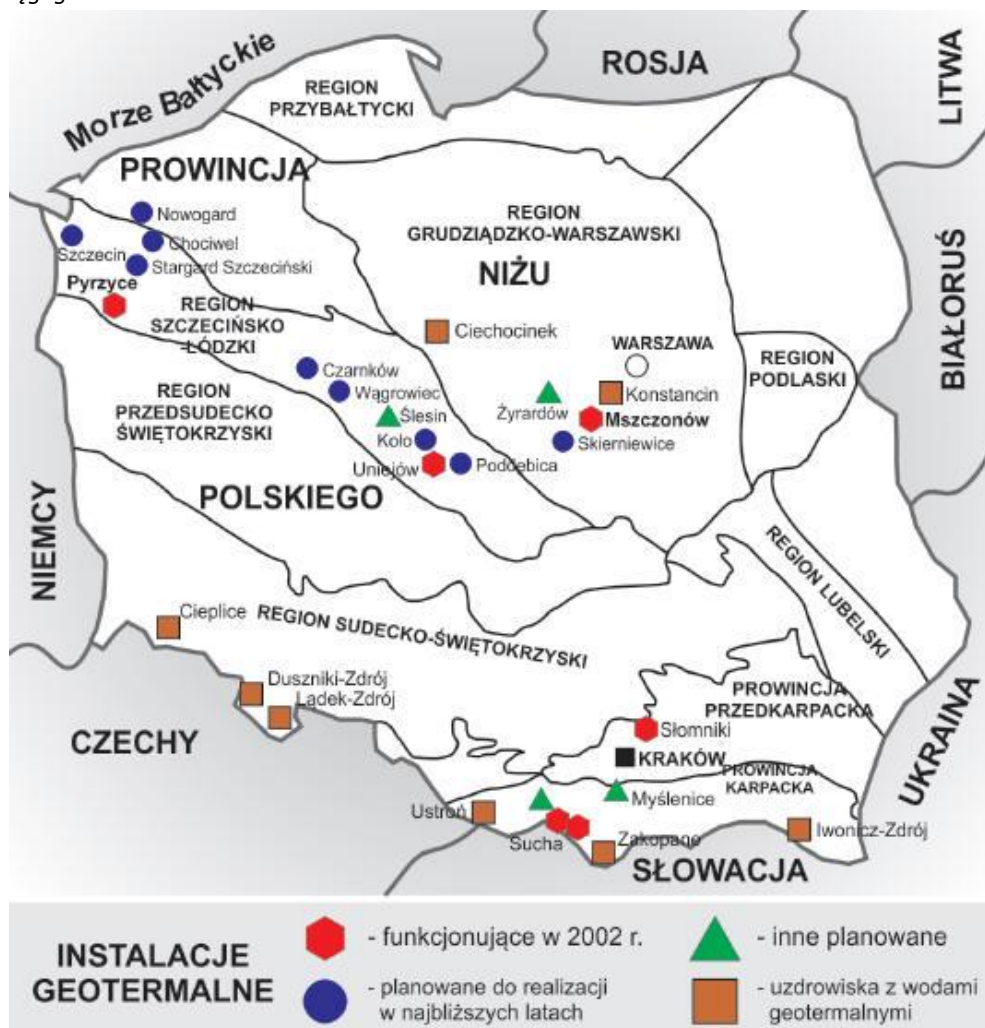 Morze Bałtyckie
ROSJA
LITWA
REGION
PRZYBAŁTYCKI
PROWINCJA
Nowogard
Szczecin
Chociwel
Stargard Szczeciński
Pyrzyce
REGION
SZCZECIŃSKO
-ŁÓDZKI
REGION
GRUDZIĄDZKO-WARSZAWSKI
NIŻU
BIAŁORUŚ
Ciechocinek
WARSZAWA
REGION
PODLASKI
Czarnków
Wągrowiec
Ślesin
Koło
Uniejów
Poddębica
Żyrardów
Konstancin
Mszczonów
Skierniewice
REGION
PRZEDSUDECKO
ŚWIĘTOKRZYSKI
POLSKIEGO
NIEMCY
REGION LUBELSKI
Cieplice
REGION SUDECKO-ŚWIĘTOKRZYSKI
Duszniki-Zdrój
Lądek-Zdrój
CZECHY
PROWINCJA
PRZEDKARPACKA
Słomniki
KRAKÓW
PROWINCJA
KARPACKA
UKRAINA
Ustroń
Myślenice
Sucha
Zakopane
Iwonicz-Zdrój
SŁOWACJA
INSTALACJE
GEOTERMALNE
- funkcjonujące w 2002 r.
- planowane do realizacji
w najbliższych latach
- inne planowane
- uzdrowiska z wodami
geotermalnymi